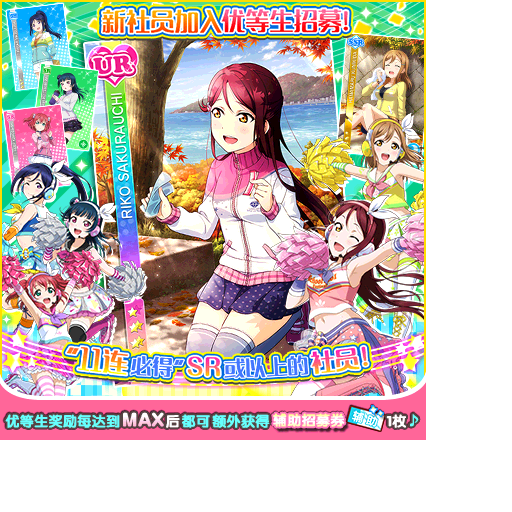 新社员加入优等生招募!
UR
SSR
RIKO SAKURAUCHI
"11连必得"SR或以上的社员!
优等生奖励每达到MAX后都可额外获得辅助招募券 辅助 1枚♪